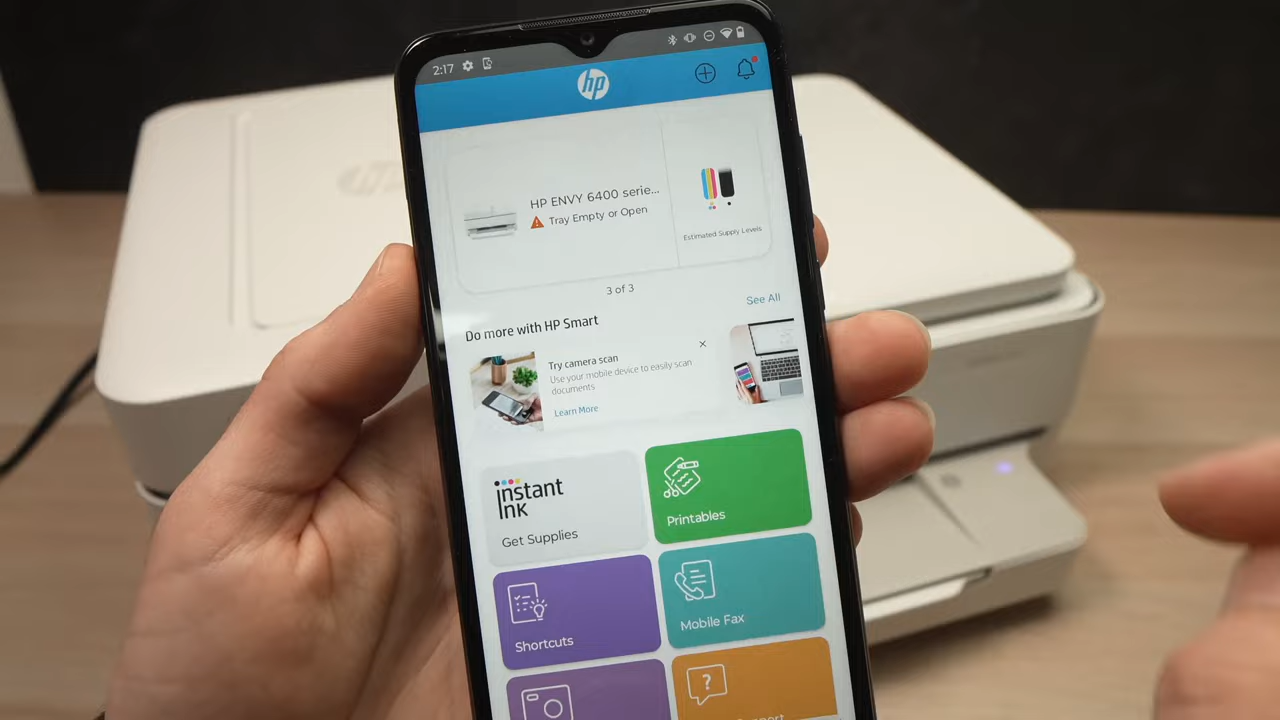 2:17
hp
HP ENVY 6400 serie...
Tray Empty or Open
Estimated Supply Levels
3 of 3
See All
Do more with HP Smart
Try camera scan
Use your mobile device to easily scan
documents
Learn More
instant
ink
Get Supplies
Printables
Shortcuts
Mobile Fax
?
hp